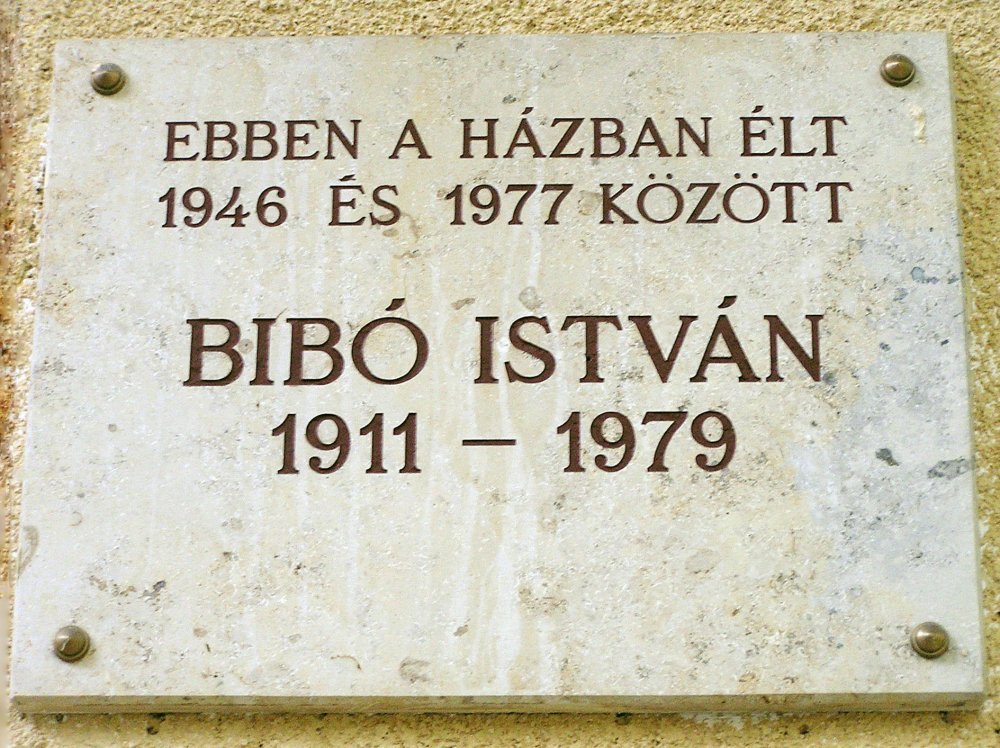 EBBEN A HÁZBAN ÉLT
1946 ÉS 1977 KÖZÖTT
BIBÓ ISTVÁN
1911 – 1979